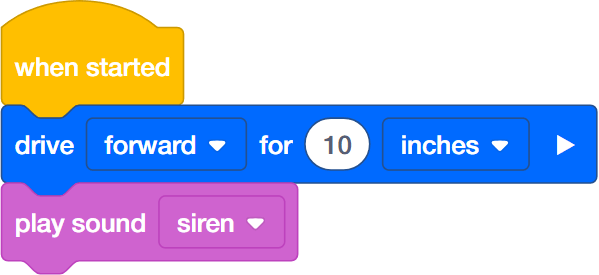 when started
drive forward for 10 inches
play sound siren